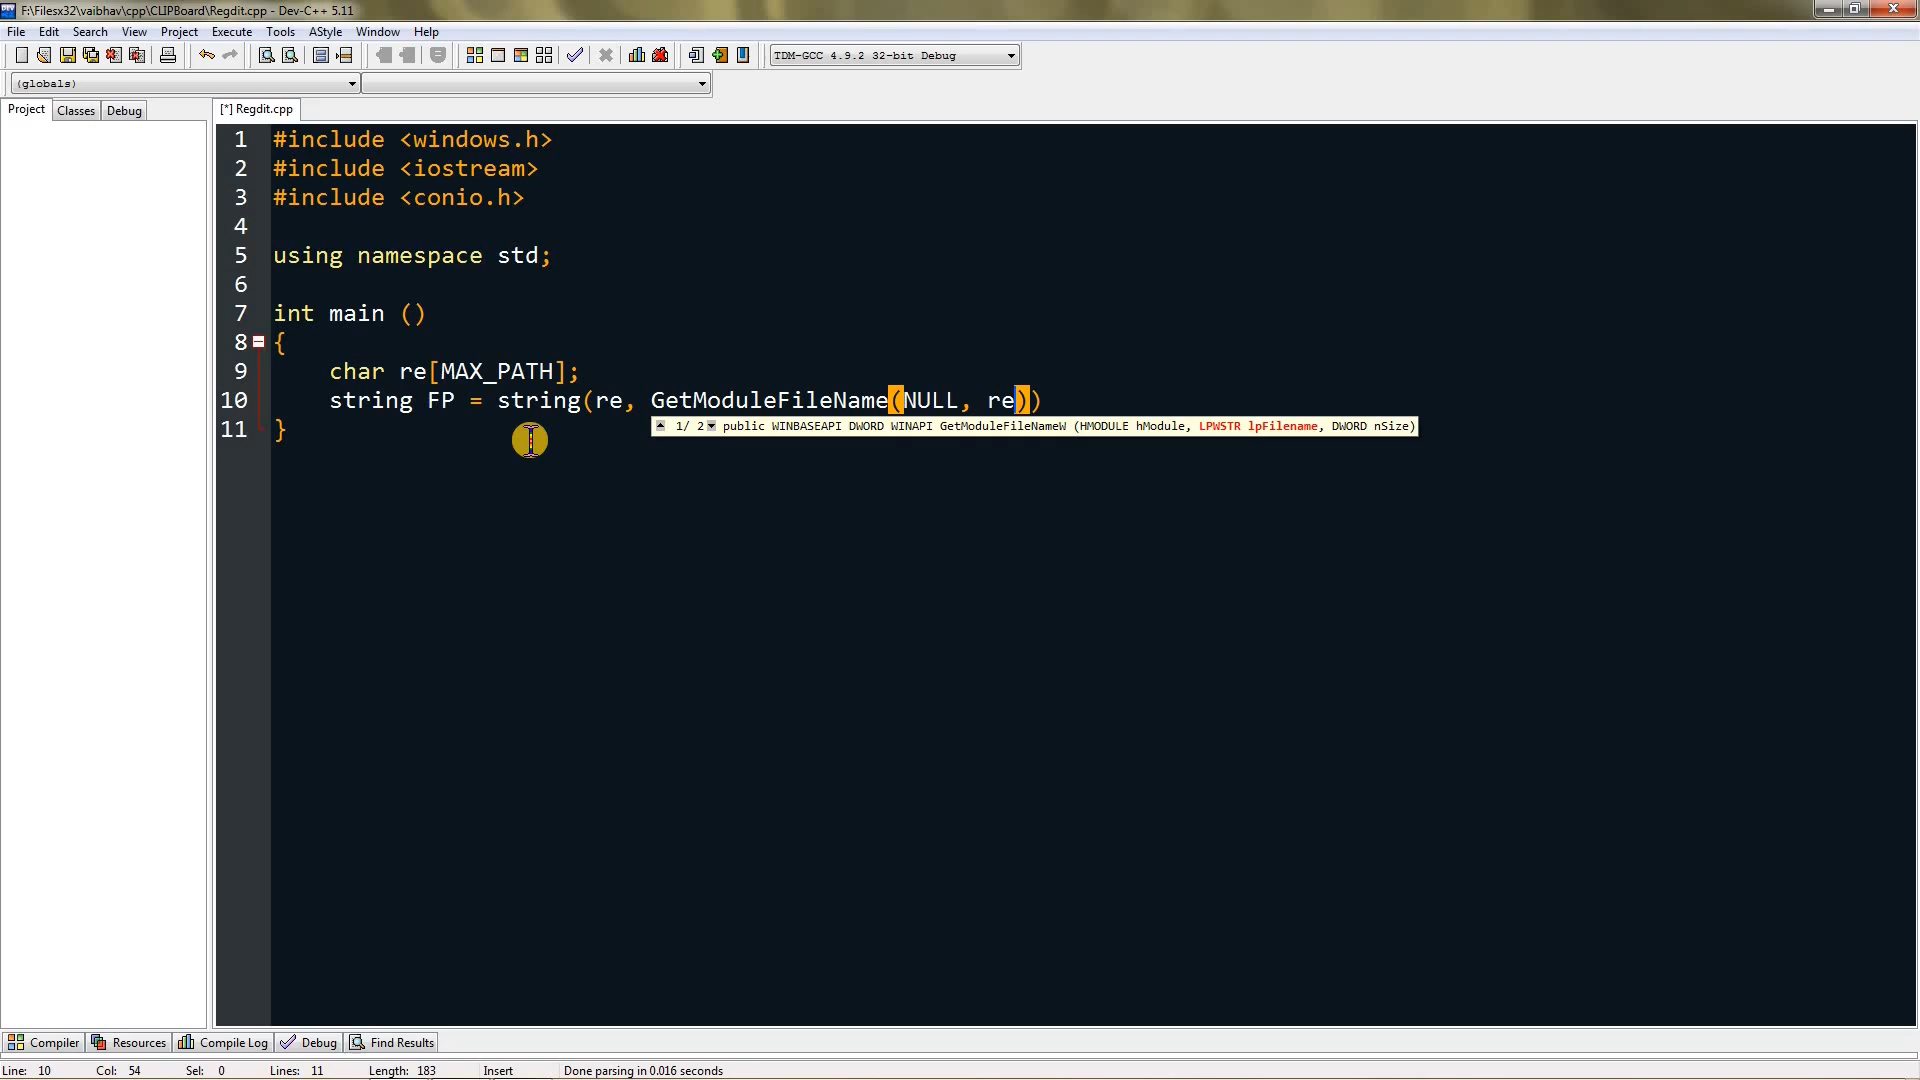 F:\Filesx32\vaibhav\cpp\CLIPBoard\Regdit.cpp - Dev-C++ 5.11
File Edit Search View Project Execute Tools AStyle Window Help
TDM-GCC 4.9.2 32-bit Debug
(globals)
Project Classes Debug
[*] Regdit.cpp
1 #include <windows.h>
2 #include <iostream>
3 #include <conio.h>
4
5 using namespace std;
6
7 int main ()
8 {
9 char re[MAX_PATH];
10 string FP = string(re, GetModuleFileName(NULL, re))
1/ 2 public WINBASEAPI DWORD WINAPI GetModuleFileNameW (HMODULE hModule, LPWSTR lpFilename, DWORD nSize)
11 }
Compiler Resources Compile Log Debug Find Results
Line: 10 Col: 54 Sel: 0 Lines: 11 Length: 183 Insert Done parsing in 0.016 seconds